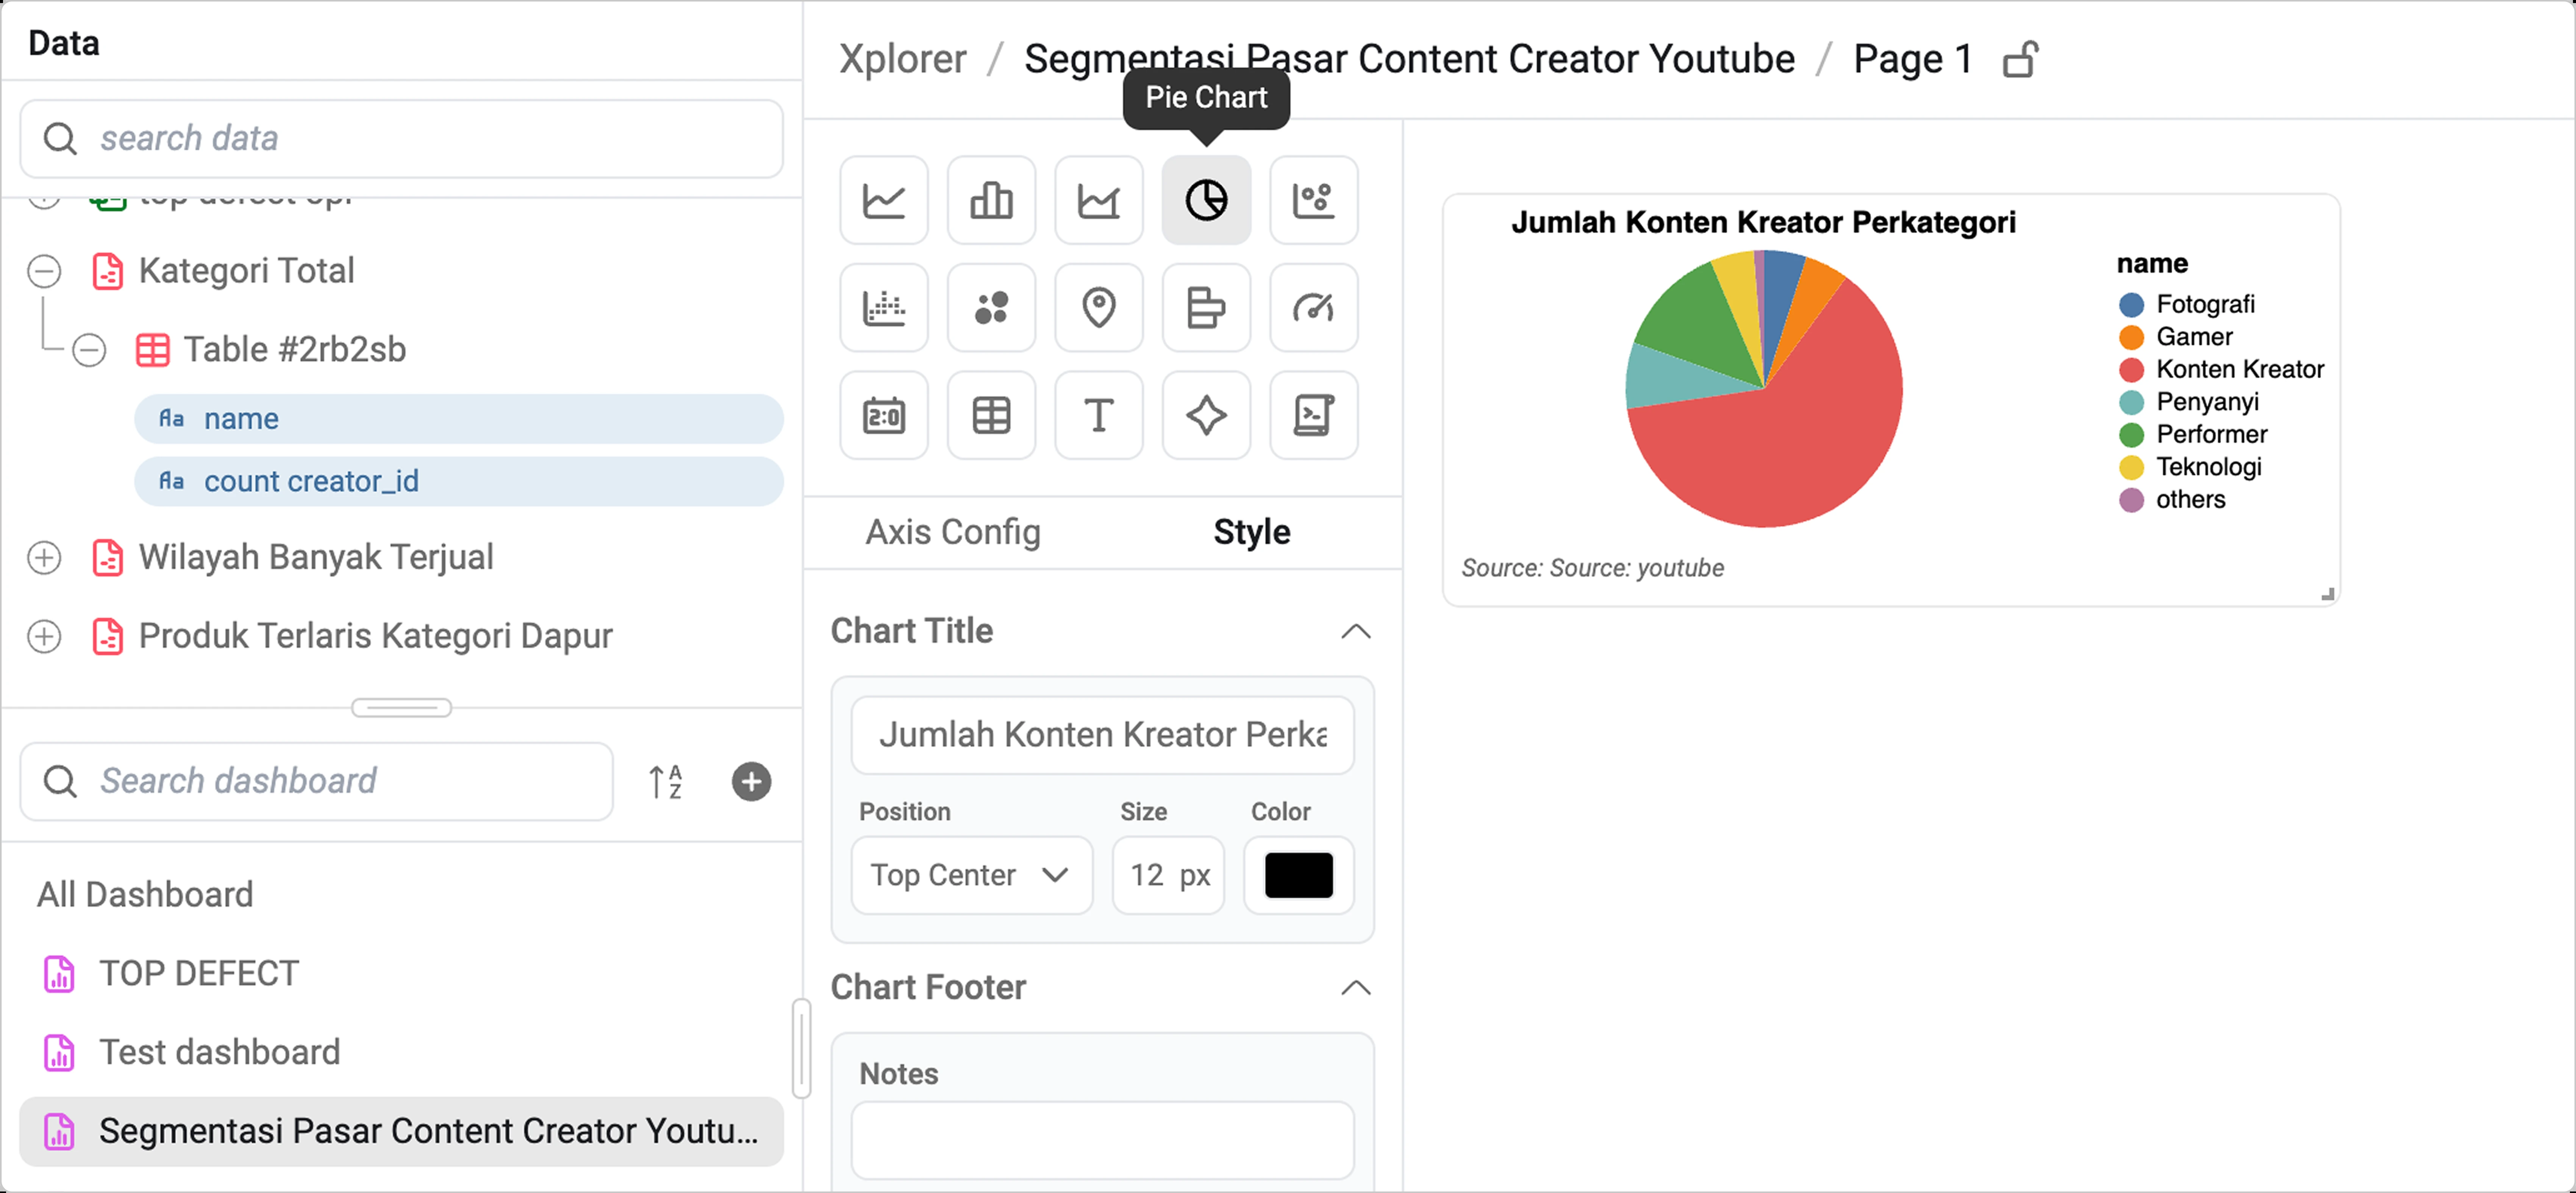 Data
search data
Kategori Total
Table #2rb2sb
Aa name
Aa count creator_id
Wilayah Banyak Terjual
Produk Terlaris Kategori Dapur
Search dashboard
A
Z
All Dashboard
TOP DEFECT
Test dashboard
Segmentasi Pasar Content Creator Youtu...
Xplorer / Segmentasi Pasar Content Creator Youtube / Page 1
Pie Chart
2:0
T
Axis Config
Style
Chart Title
Jumlah Konten Kreator Perka
Position Size Color
Top Center 12 px
Chart Footer
Notes
Jumlah Konten Kreator Perkategori
name
Fotografi
Gamer
Konten Kreator
Penyanyi
Performer
Teknologi
others
Source: Source: youtube